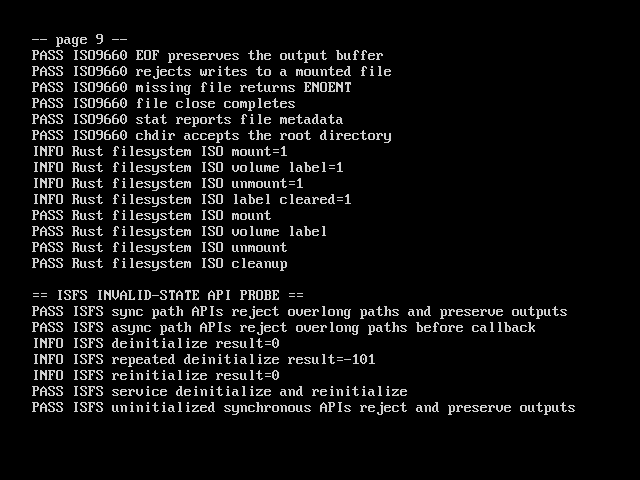 -- page 9 --
PASS ISO9660 EOF preserves the output buffer
PASS ISO9660 rejects writes to a mounted file
PASS ISO9660 missing file returns ENOENT
PASS ISO9660 file close completes
PASS ISO9660 stat reports file metadata
PASS ISO9660 chdir accepts the root directory
INFO Rust filesystem ISO mount=1
INFO Rust filesystem ISO volume label=1
INFO Rust filesystem ISO unmount=1
INFO Rust filesystem ISO label cleared=1
PASS Rust filesystem ISO mount
PASS Rust filesystem ISO volume label
PASS Rust filesystem ISO unmount
PASS Rust filesystem ISO cleanup
== ISFS INVALID-STATE API PROBE ==
PASS ISFS sync path APIs reject overlong paths and preserve outputs
PASS ISFS async path APIs reject overlong paths before callback
INFO ISFS deinitialize result=0
INFO ISFS repeated deinitialize result=-101
INFO ISFS reinitialize result=0
PASS ISFS service deinitialize and reinitialize
PASS ISFS uninitialized synchronous APIs reject and preserve outputs